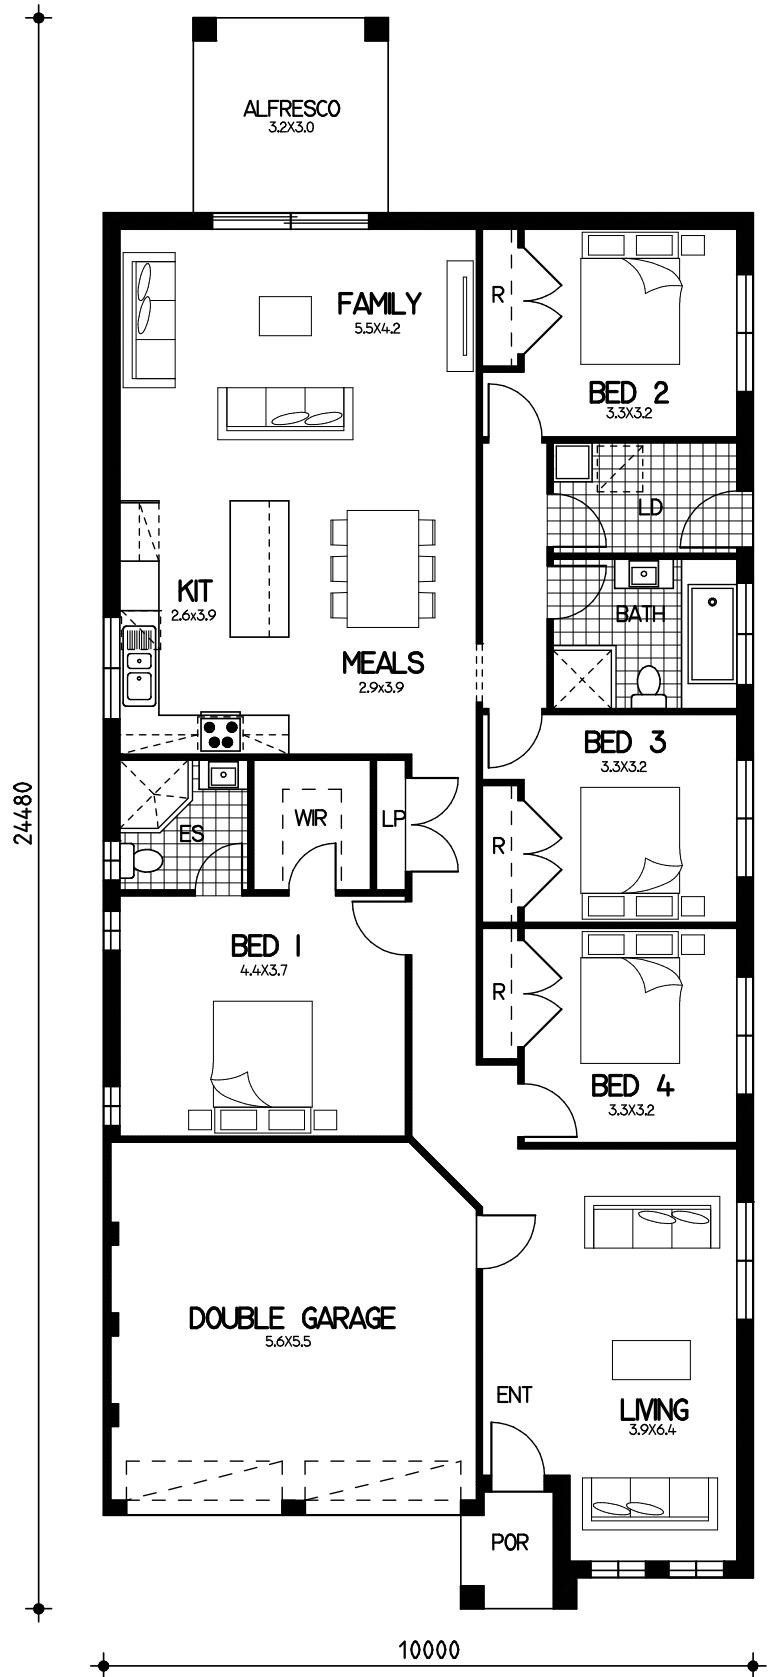 ALFRESCO
3.2X3.0
FAMILY
5.5X4.2
R
BED 2
3.3X3.2
LD
KIT
2.6x3.9
BATH
MEALS
2.9x3.9
BED 3
3.3X3.2
24480
ES
WIR
LP
R
BED 1
4.4X3.7
R
BED 4
3.3X3.2
DOUBLE GARAGE
5.6X5.5
ENT
LIVING
3.9X6.4
POR
10000